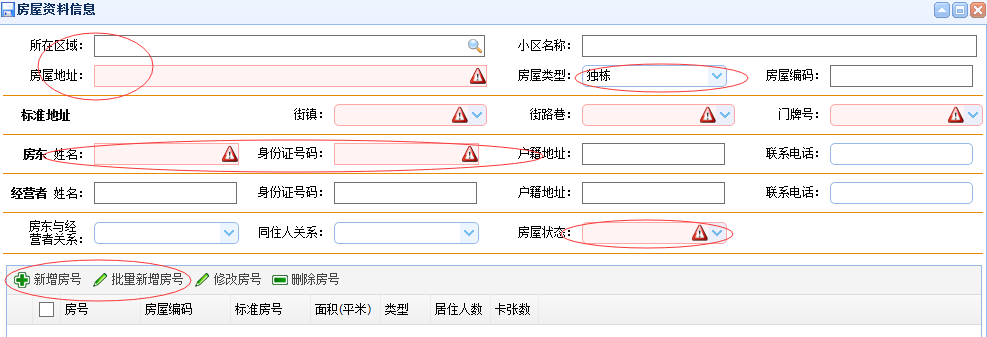 房屋资料信息
所在区域： 小区名称：
房屋地址： 房屋类型： 独栋 房屋编码：
标准地址 街镇： 街路巷： 门牌号：
房东 姓名： 身份证号码： 户籍地址： 联系电话：
经营者 姓名： 身份证号码： 户籍地址： 联系电话：
房东与经
营者关系： 同住人关系： 房屋状态：
新增房号 批量新增房号 修改房号 删除房号
房号 房屋编码 标准房号 面积(平米) 类型 居住人数 卡张数